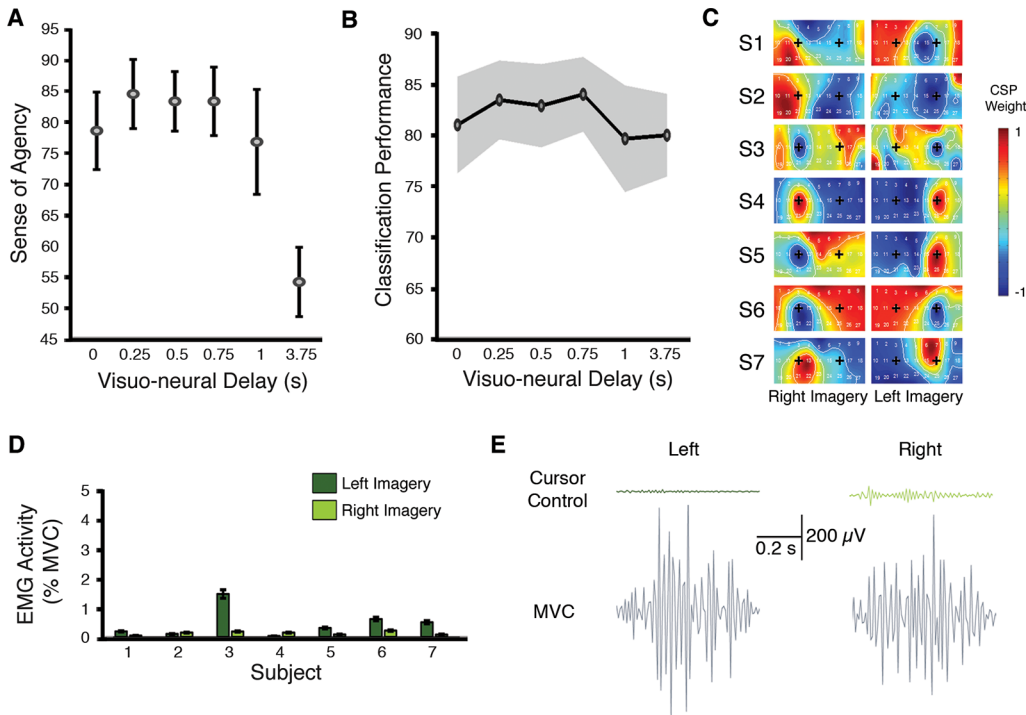 A
95
90
85
80
75
70
65
60
55
50
45
Sense of Agency
0 0.25 0.5 0.75 1 3.75
Visuo-neural Delay (s)
B
90
85
80
75
70
65
60
Classification Performance
0 0.25 0.5 0.75 1 3.75
Visuo-neural Delay (s)
C
S1
S2
S3
S4
S5
S6
S7
Right Imagery Left Imagery
CSP
Weight
1
-1
D
Left Imagery
Right Imagery
5
4
3
2
1
0
EMG Activity
(% MVC)
1 2 3 4 5 6 7
Subject
E
Left Right
Cursor
Control
0.2 s 200 µV
MVC